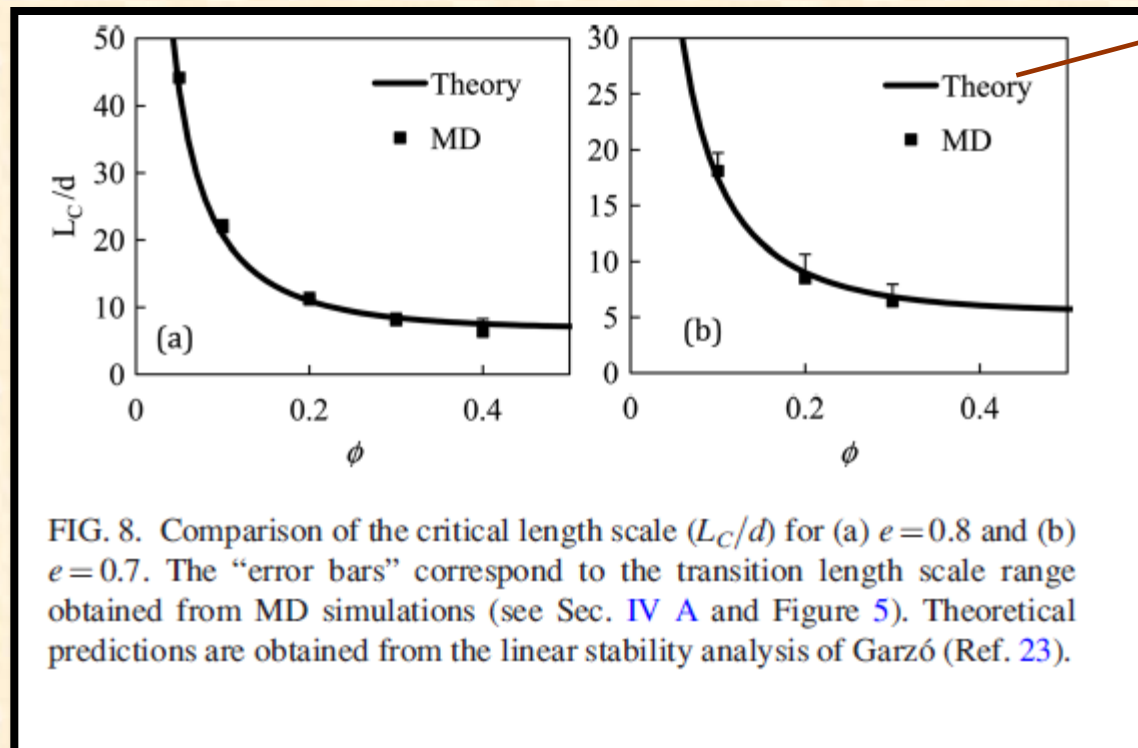 50
40
30
20
10
0
L_C/d
Theory
MD
(a)
0
0.2
0.4
ϕ
30
25
20
15
10
5
0
Theory
MD
(b)
0
0.2
0.4
ϕ
FIG. 8. Comparison of the critical length scale (L_C/d) for (a) e = 0.8 and (b)
e = 0.7. The “error bars” correspond to the transition length scale range
obtained from MD simulations (see Sec. IV A and Figure 5). Theoretical
predictions are obtained from the linear stability analysis of Garzó (Ref. 23).